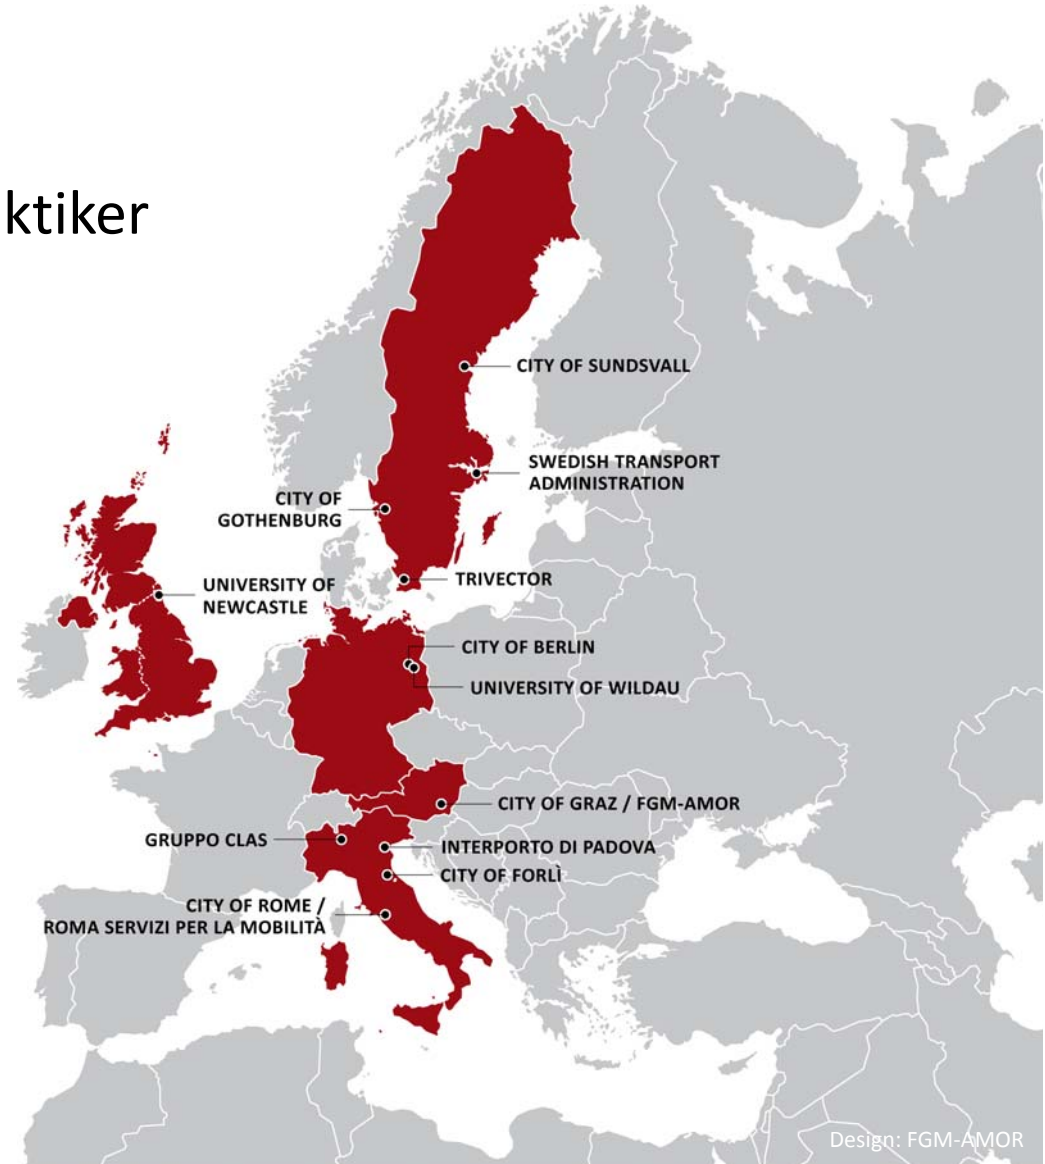 ktiker
CITY OF SUNDSVALL
SWEDISH TRANSPORT
ADMINISTRATION
CITY OF
GOTHENBURG
TRIVECTOR
UNIVERSITY OF
NEWCASTLE
CITY OF BERLIN
UNIVERSITY OF WILDAU
CITY OF GRAZ / FGM-AMOR
GRUPPO CLAS
INTERPORTO DI PADOVA
CITY OF FORLÌ
CITY OF ROME /
ROMA SERVIZI PER LA MOBILITÀ
Design: FGM-AMOR